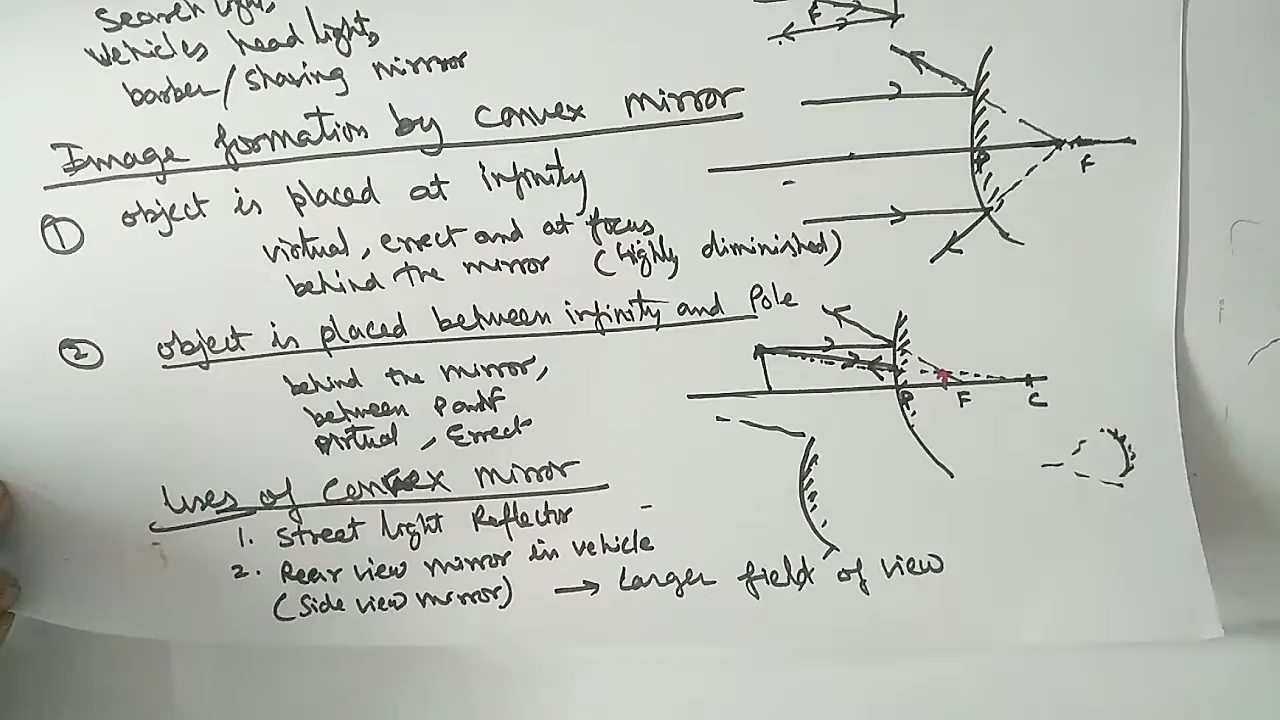 Search light,
Vehicles head lights
barber/shaving mirror
F
Image formation by convex mirror
① object is placed at infinity
virtual, errect and at focus
behind the mirror (highly diminished)
P
F
② object is placed between infinity and Pole
behind the mirror,
between P and F
virtual, Errect
P F C
Uses of convex mirror
1. Street light Reflector
2. Rear view mirror in vehicle
(side view mirror) → Larger field of view